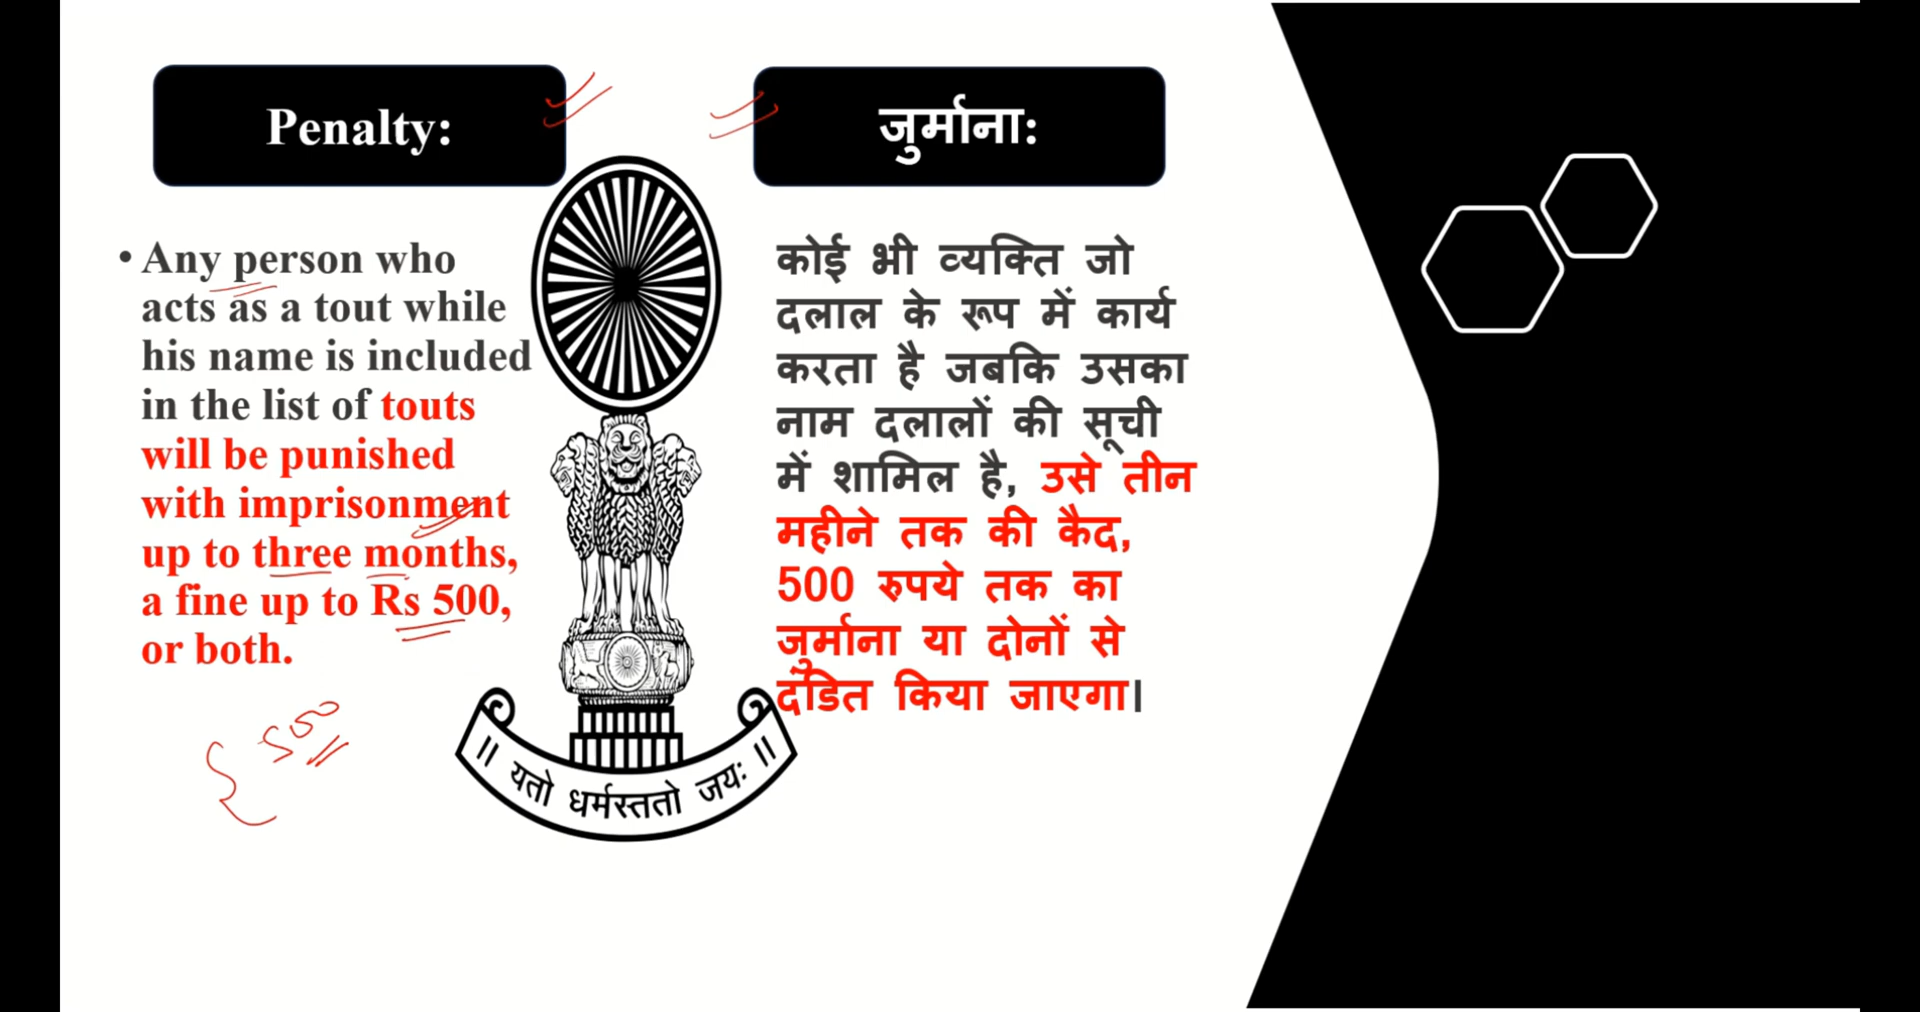 Penalty:
• Any person who
acts as a tout while
his name is included
in the list of touts
will be punished
with imprisonment
up to three months,
a fine up to Rs 500,
or both.
500
जुर्माना:
कोई भी व्यक्ति जो
दलाल के रूप में कार्य
करता है जबकि उसका
नाम दलालों की सूची
में शामिल है, उसे तीन
महीने तक की कैद,
500 रुपये तक का
जुर्माना या दोनों से
दंडित किया जाएगा।
॥ यतो धर्मस्ततो जयः ॥